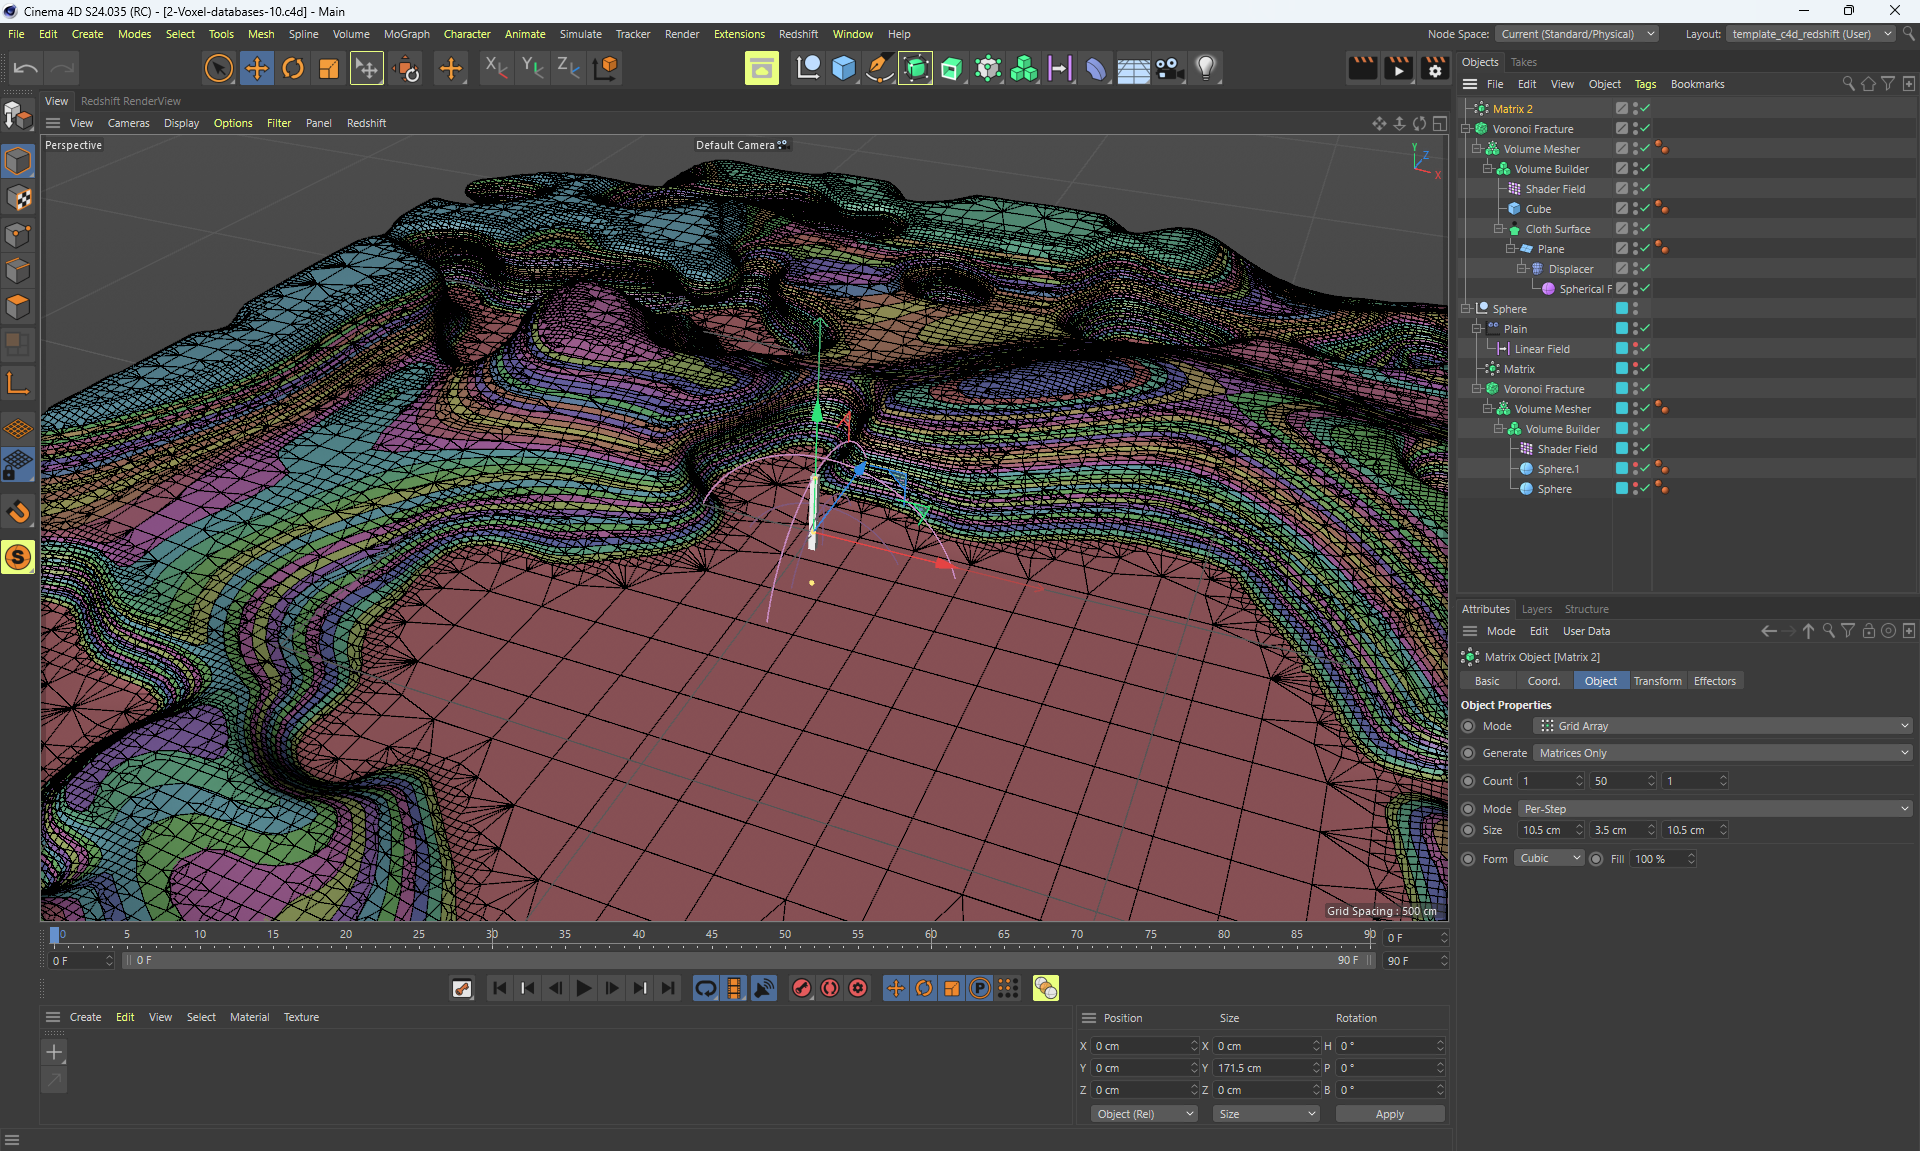 Cinema 4D S24.035 (RC) - [2-Voxel-databases-10.c4d] - Main
File Edit Create Modes Select Tools Mesh Spline Volume MoGraph Character Animate Simulate Tracker Render Extensions Redshift Window Help Node Space: Current (Standard/Physical) Layout: template_c4d_redshift (User)
X Y Z
Objects Takes
File Edit View Object Tags Bookmarks
View Redshift RenderView
View Cameras Display Options Filter Panel Redshift
Perspective
Default Camera
Y
Z
X
Matrix 2
Voronoi Fracture
Volume Mesher
Volume Builder
Shader Field
Cube
Cloth Surface
Plane
Displacer
Spherical F
Sphere
Plain
Linear Field
Matrix
Voronoi Fracture
Volume Mesher
Volume Builder
Shader Field
Sphere.1
Sphere
Attributes Layers Structure
Mode Edit User Data
Matrix Object [Matrix 2]
Basic Coord. Object Transform Effectors
Object Properties
Mode Grid Array
Generate Matrices Only
Count 1 50 1
Mode Per-Step
Size 10.5 cm 3.5 cm 10.5 cm
Form Cubic Fill 100 %
S
Grid Spacing : 500 cm
0 5 10 15 20 25 30 35 40 45 50 55 60 65 70 75 80 85 90 0 F
0 F 0 F 90 F 90 F
P
Create Edit View Select Material Texture
Position Size Rotation
X 0 cm X 0 cm H 0 °
Y 0 cm Y 171.5 cm P 0 °
Z 0 cm Z 0 cm B 0 °
Object (Rel) Size Apply